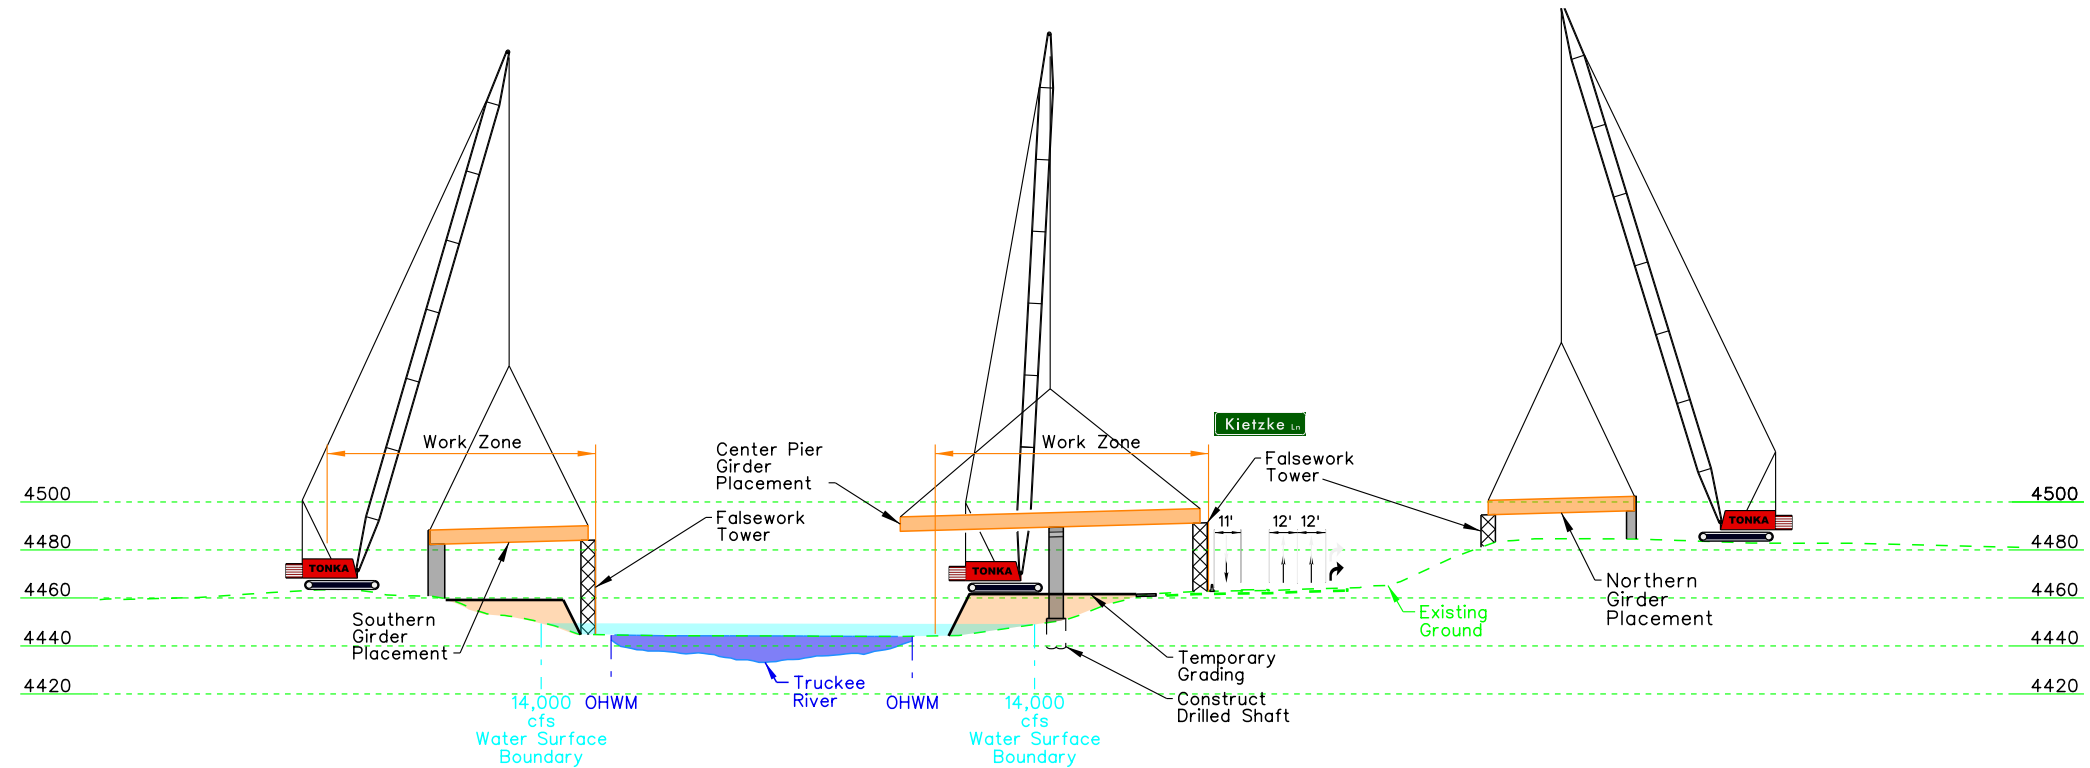 Kietzke Ln
Work Zone
Work Zone
Center Pier
Girder
Placement
Falsework
Tower
4500
4500
Falsework
Tower
11'
12'
12'
4480
4480
TONKA
TONKA
TONKA
4460
4460
Northern
Girder
Placement
Existing
Ground
Southern
Girder
Placement
4440
4440
Temporary
Grading
4420
4420
Truckee
River
Construct
Drilled Shaft
14,000
cfs
Water Surface
Boundary
OHWM
OHWM
14,000
cfs
Water Surface
Boundary